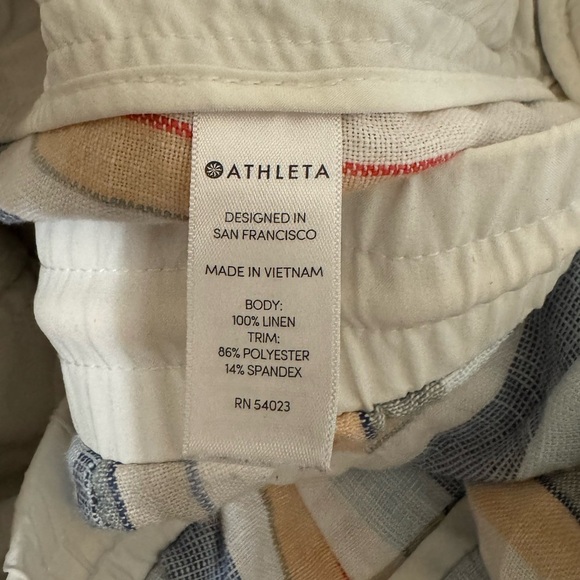 ATHLETA
DESIGNED IN
SAN FRANCISCO
MADE IN VIETNAM
BODY:
100% LINEN
TRIM:
86% POLYESTER
14% SPANDEX
RN 54023